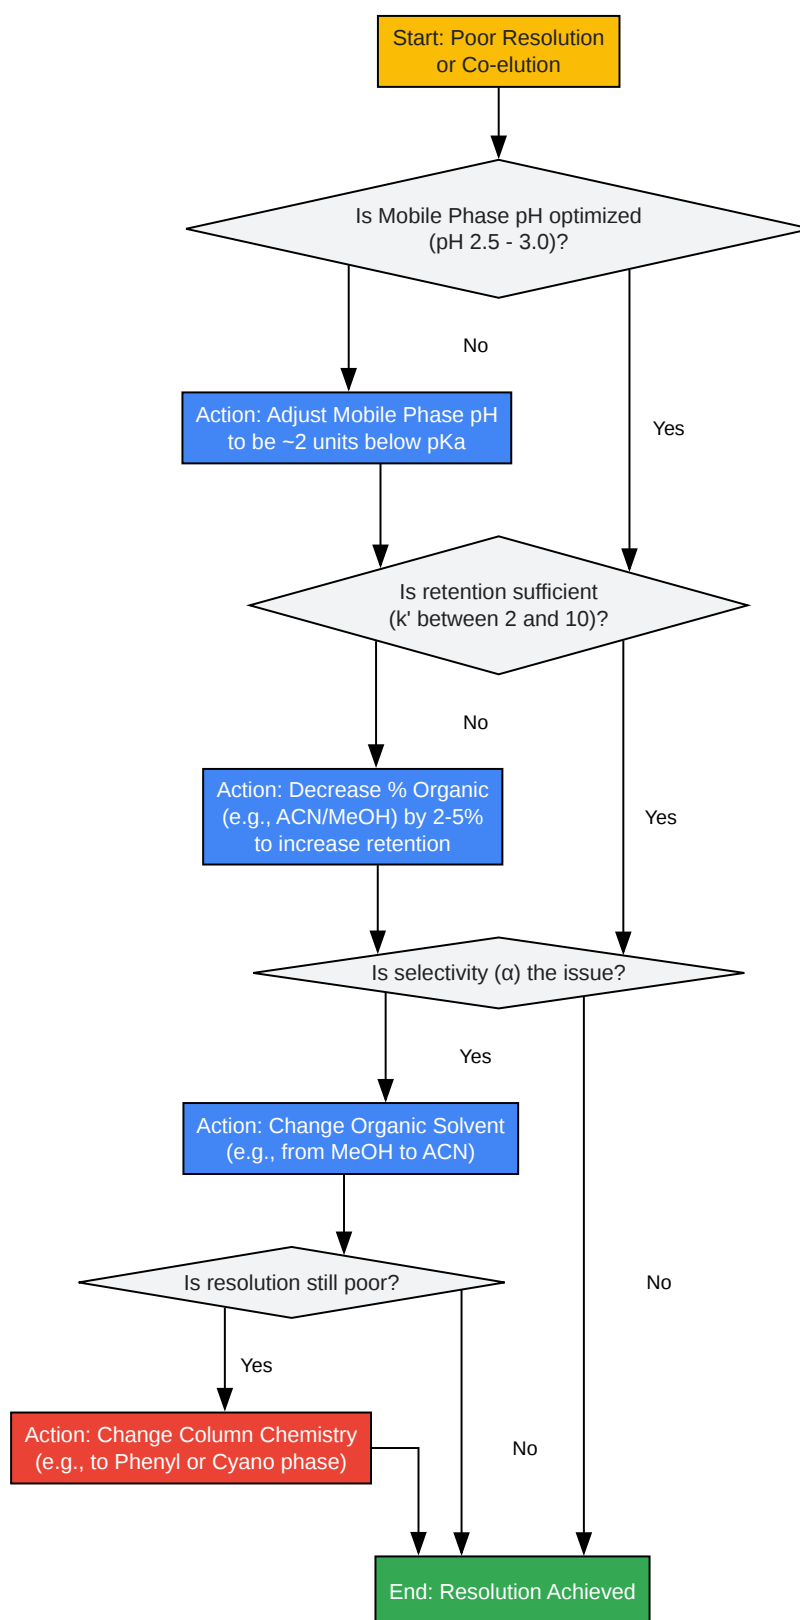 Start: Poor Resolution
or Co-elution
Is Mobile Phase pH optimized
(pH 2.5 - 3.0)?
No
Action: Adjust Mobile Phase pH
to be ~2 units below pKa
Yes
Is retention sufficient
(k' between 2 and 10)?
No
Action: Decrease % Organic
(e.g., ACN/MeOH) by 2-5%
to increase retention
Yes
Is selectivity (α) the issue?
Yes
Action: Change Organic Solvent
(e.g., from MeOH to ACN)
Is resolution still poor?
No
Yes
Action: Change Column Chemistry
(e.g., to Phenyl or Cyano phase)
No
End: Resolution Achieved